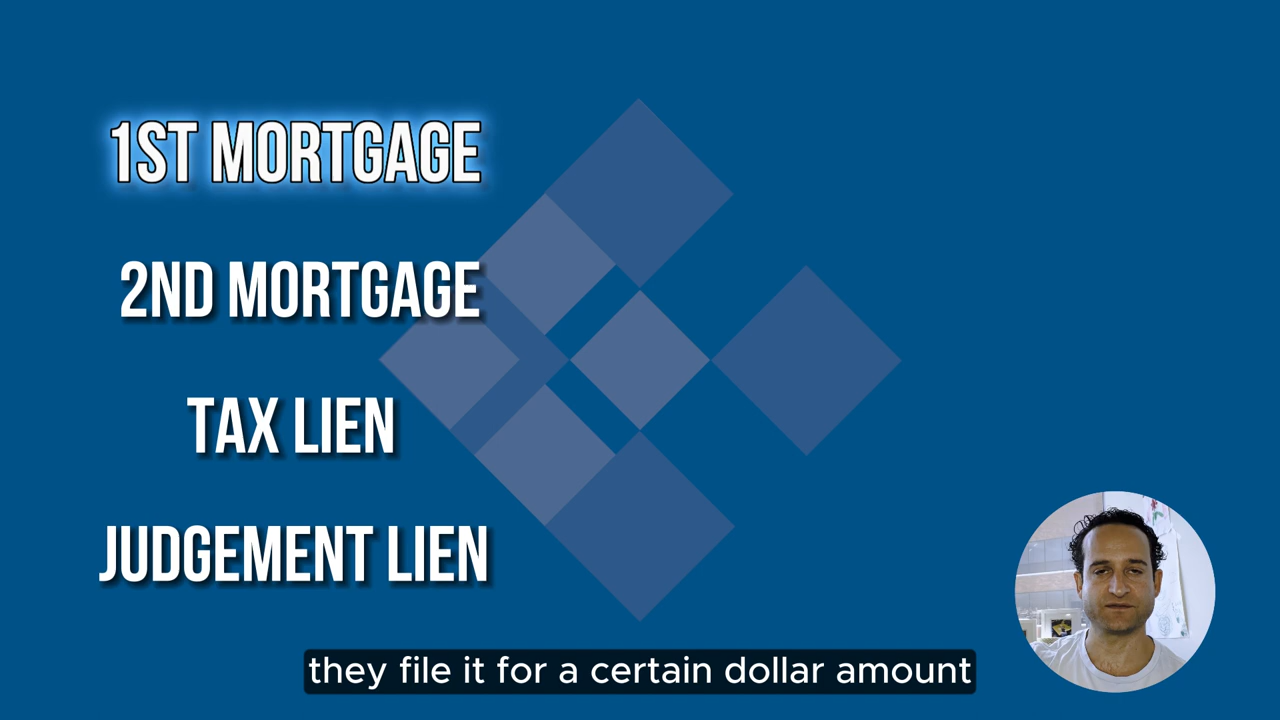 1ST MORTGAGE
2ND MORTGAGE
TAX LIEN
JUDGEMENT LIEN
they file it for a certain dollar amount